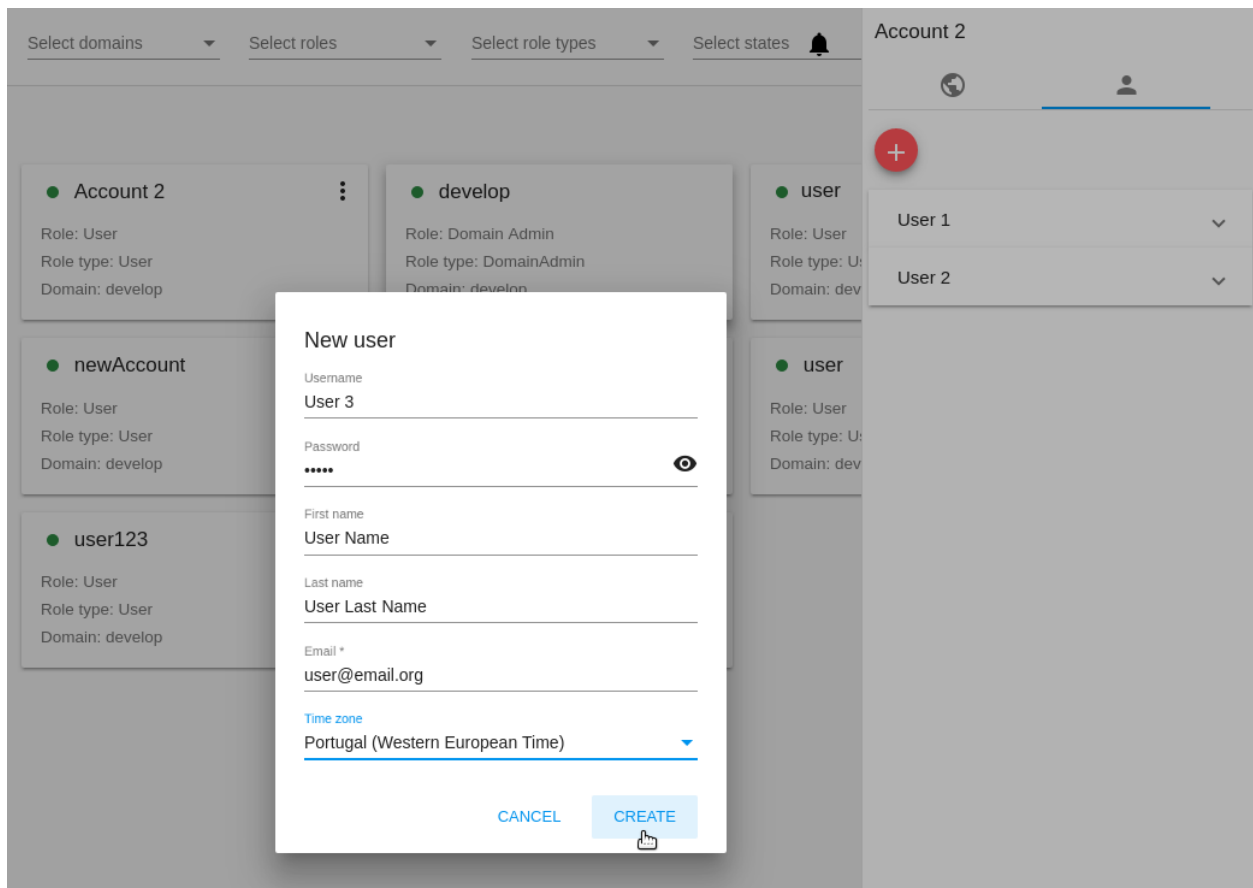 Select domains
Select roles
Select role types
Select states
Account 2
Account 2
Role: User
Role type: User
Domain: develop
develop
Role: Domain Admin
Role type: DomainAdmin
Domain: develop
user
Role: User
Role type: Us
Domain: dev
newAccount
Role: User
Role type: User
Domain: develop
user
Role: User
Role type: Us
Domain: dev
user123
Role: User
Role type: User
Domain: develop
User 1
User 2
New user
Username
User 3
Password
•••••
First name
User Name
Last name
User Last Name
Email *
user@email.org
Time zone
Portugal (Western European Time)
CANCEL
CREATE